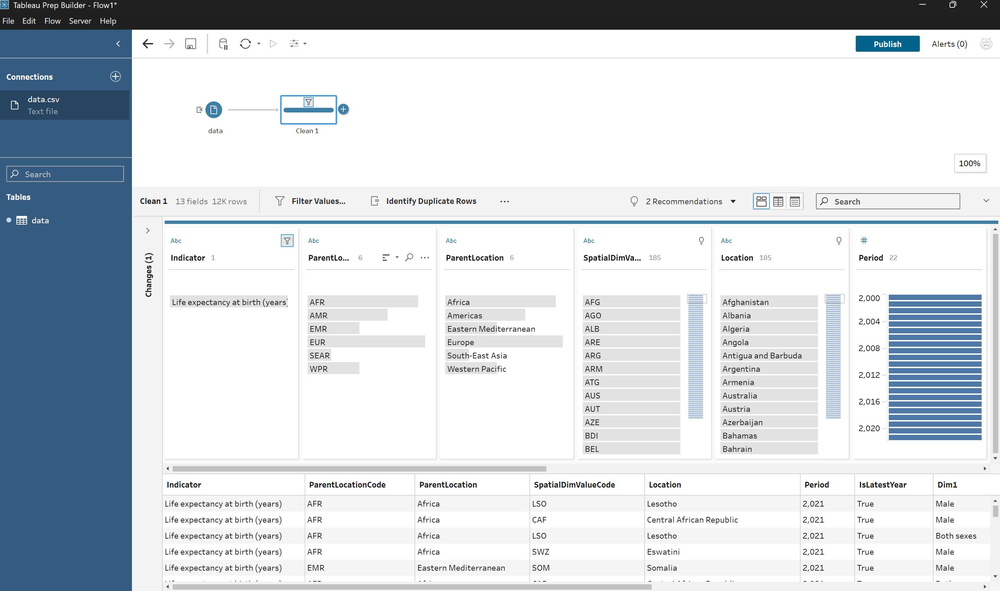 Tableau Prep Builder - Flow1*
File Edit Flow Server Help
Publish Alerts (0)
Connections
data.csv
Text file
data
Clean 1
100%
Search
Tables
data
Clean 1 13 fields 12K rows Filter Values... Identify Duplicate Rows ... 2 Recommendations Search
Changes (1)
Abc
Indicator 1
Life expectancy at birth (years)
Abc
ParentLo... 6
AFR
AMR
EMR
EUR
SEAR
WPR
Abc
ParentLocation 6
Africa
Americas
Eastern Mediterranean
Europe
South-East Asia
Western Pacific
Abc
SpatialDimVa... 185
AFG
AGO
ALB
ARE
ARG
ARM
ATG
AUS
AUT
AZE
BDI
BEL
Abc
Location 185
Afghanistan
Albania
Algeria
Angola
Antigua and Barbuda
Argentina
Armenia
Australia
Austria
Azerbaijan
Bahamas
Bahrain
#
Period 22
2,000
2,004
2,008
2,012
2,016
2,020
Indicator ParentLocationCode ParentLocation SpatialDimValueCode Location Period IsLatestYear Dim1
Life expectancy at birth (years) AFR Africa LSO Lesotho 2,021 True Male
Life expectancy at birth (years) AFR Africa CAF Central African Republic 2,021 True Male
Life expectancy at birth (years) AFR Africa LSO Lesotho 2,021 True Both sexes
Life expectancy at birth (years) AFR Africa SWZ Eswatini 2,021 True Male
Life expectancy at birth (years) EMR Eastern Mediterranean SOM Somalia 2,021 True Male